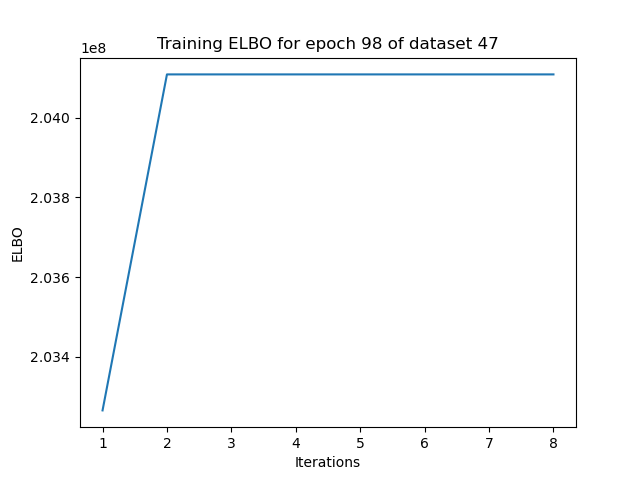 Training ELBO for epoch 98 of dataset 47
1e8
2.040
2.038
2.036
2.034
ELBO
1 2 3 4 5 6 7 8
Iterations